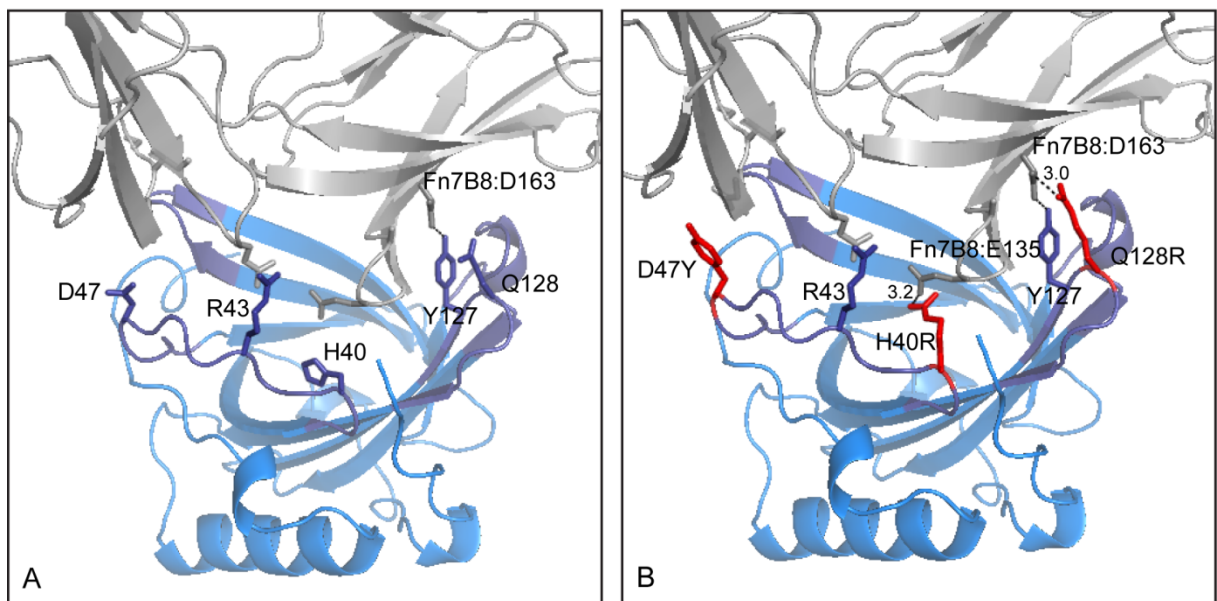 Fn7B8:D163
D47
R43
Q128
Y127
H40
A
Fn7B8:D163
3.0
D47Y
Fn7B8:E135
Q128R
R43
3.2
Y127
H40R
B